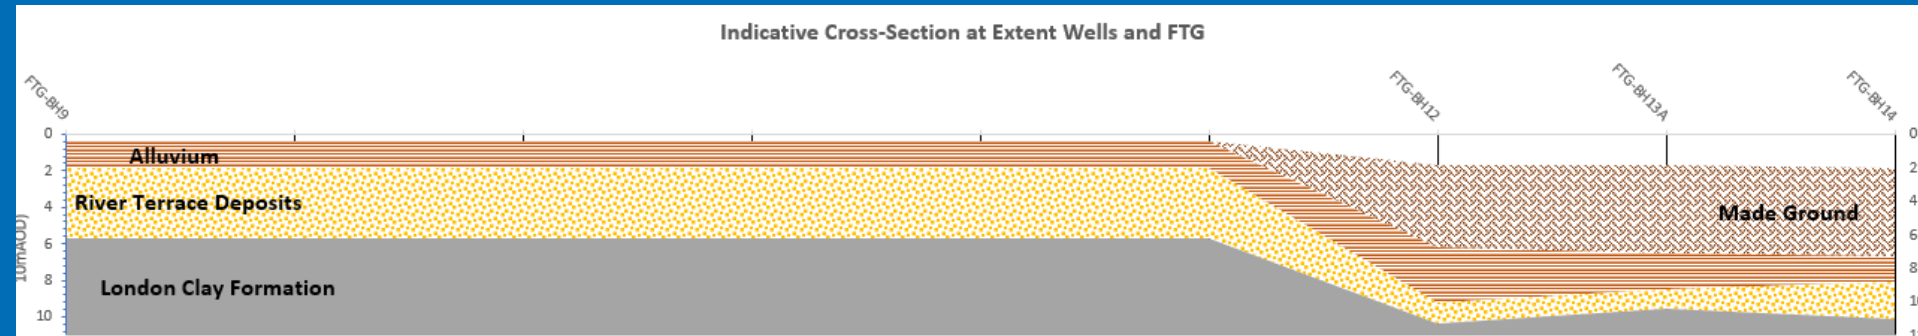 Indicative Cross-Section at Extent Wells and FTG
FTG-BH9
FTG-BH12
FTG-BH13A
FTG-BH14
0
2
4
6
8
10
10mAOD)
Alluvium
River Terrace Deposits
London Clay Formation
Made Ground
0
2
4
6
8